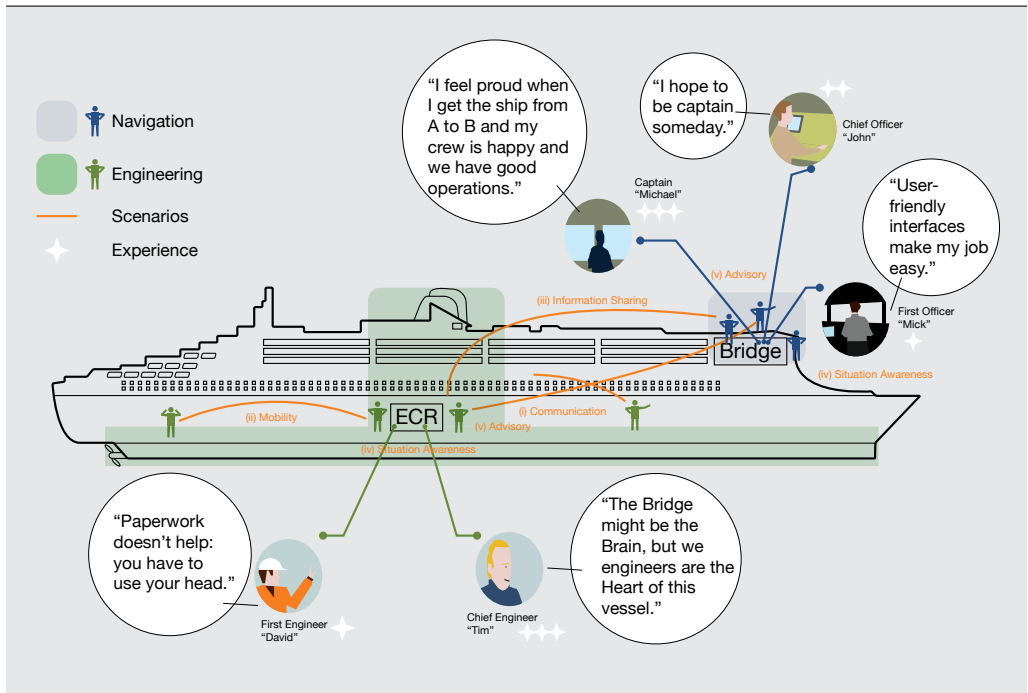 Navigation
Engineering
Scenarios
Experience
“I feel proud when
I get the ship from
A to B and my
crew is happy and
we have good
operations.”
Captain
“Michael”
“I hope to
be captain
someday.”
Chief Officer
“John”
“User-
friendly
interfaces
make my job
easy.”
First Officer
“Mick”
(v) Advisory
(iii) Information Sharing
Bridge
(iv) Situation Awareness
(ii) Mobility
ECR
(i) Communication
(v) Advisory
(iv) Situation Awareness
“Paperwork
doesn’t help:
you have to
use your head.”
First Engineer
“David”
Chief Engineer
“Tim”
“The Bridge
might be the
Brain, but we
engineers are the
Heart of this
vessel.”